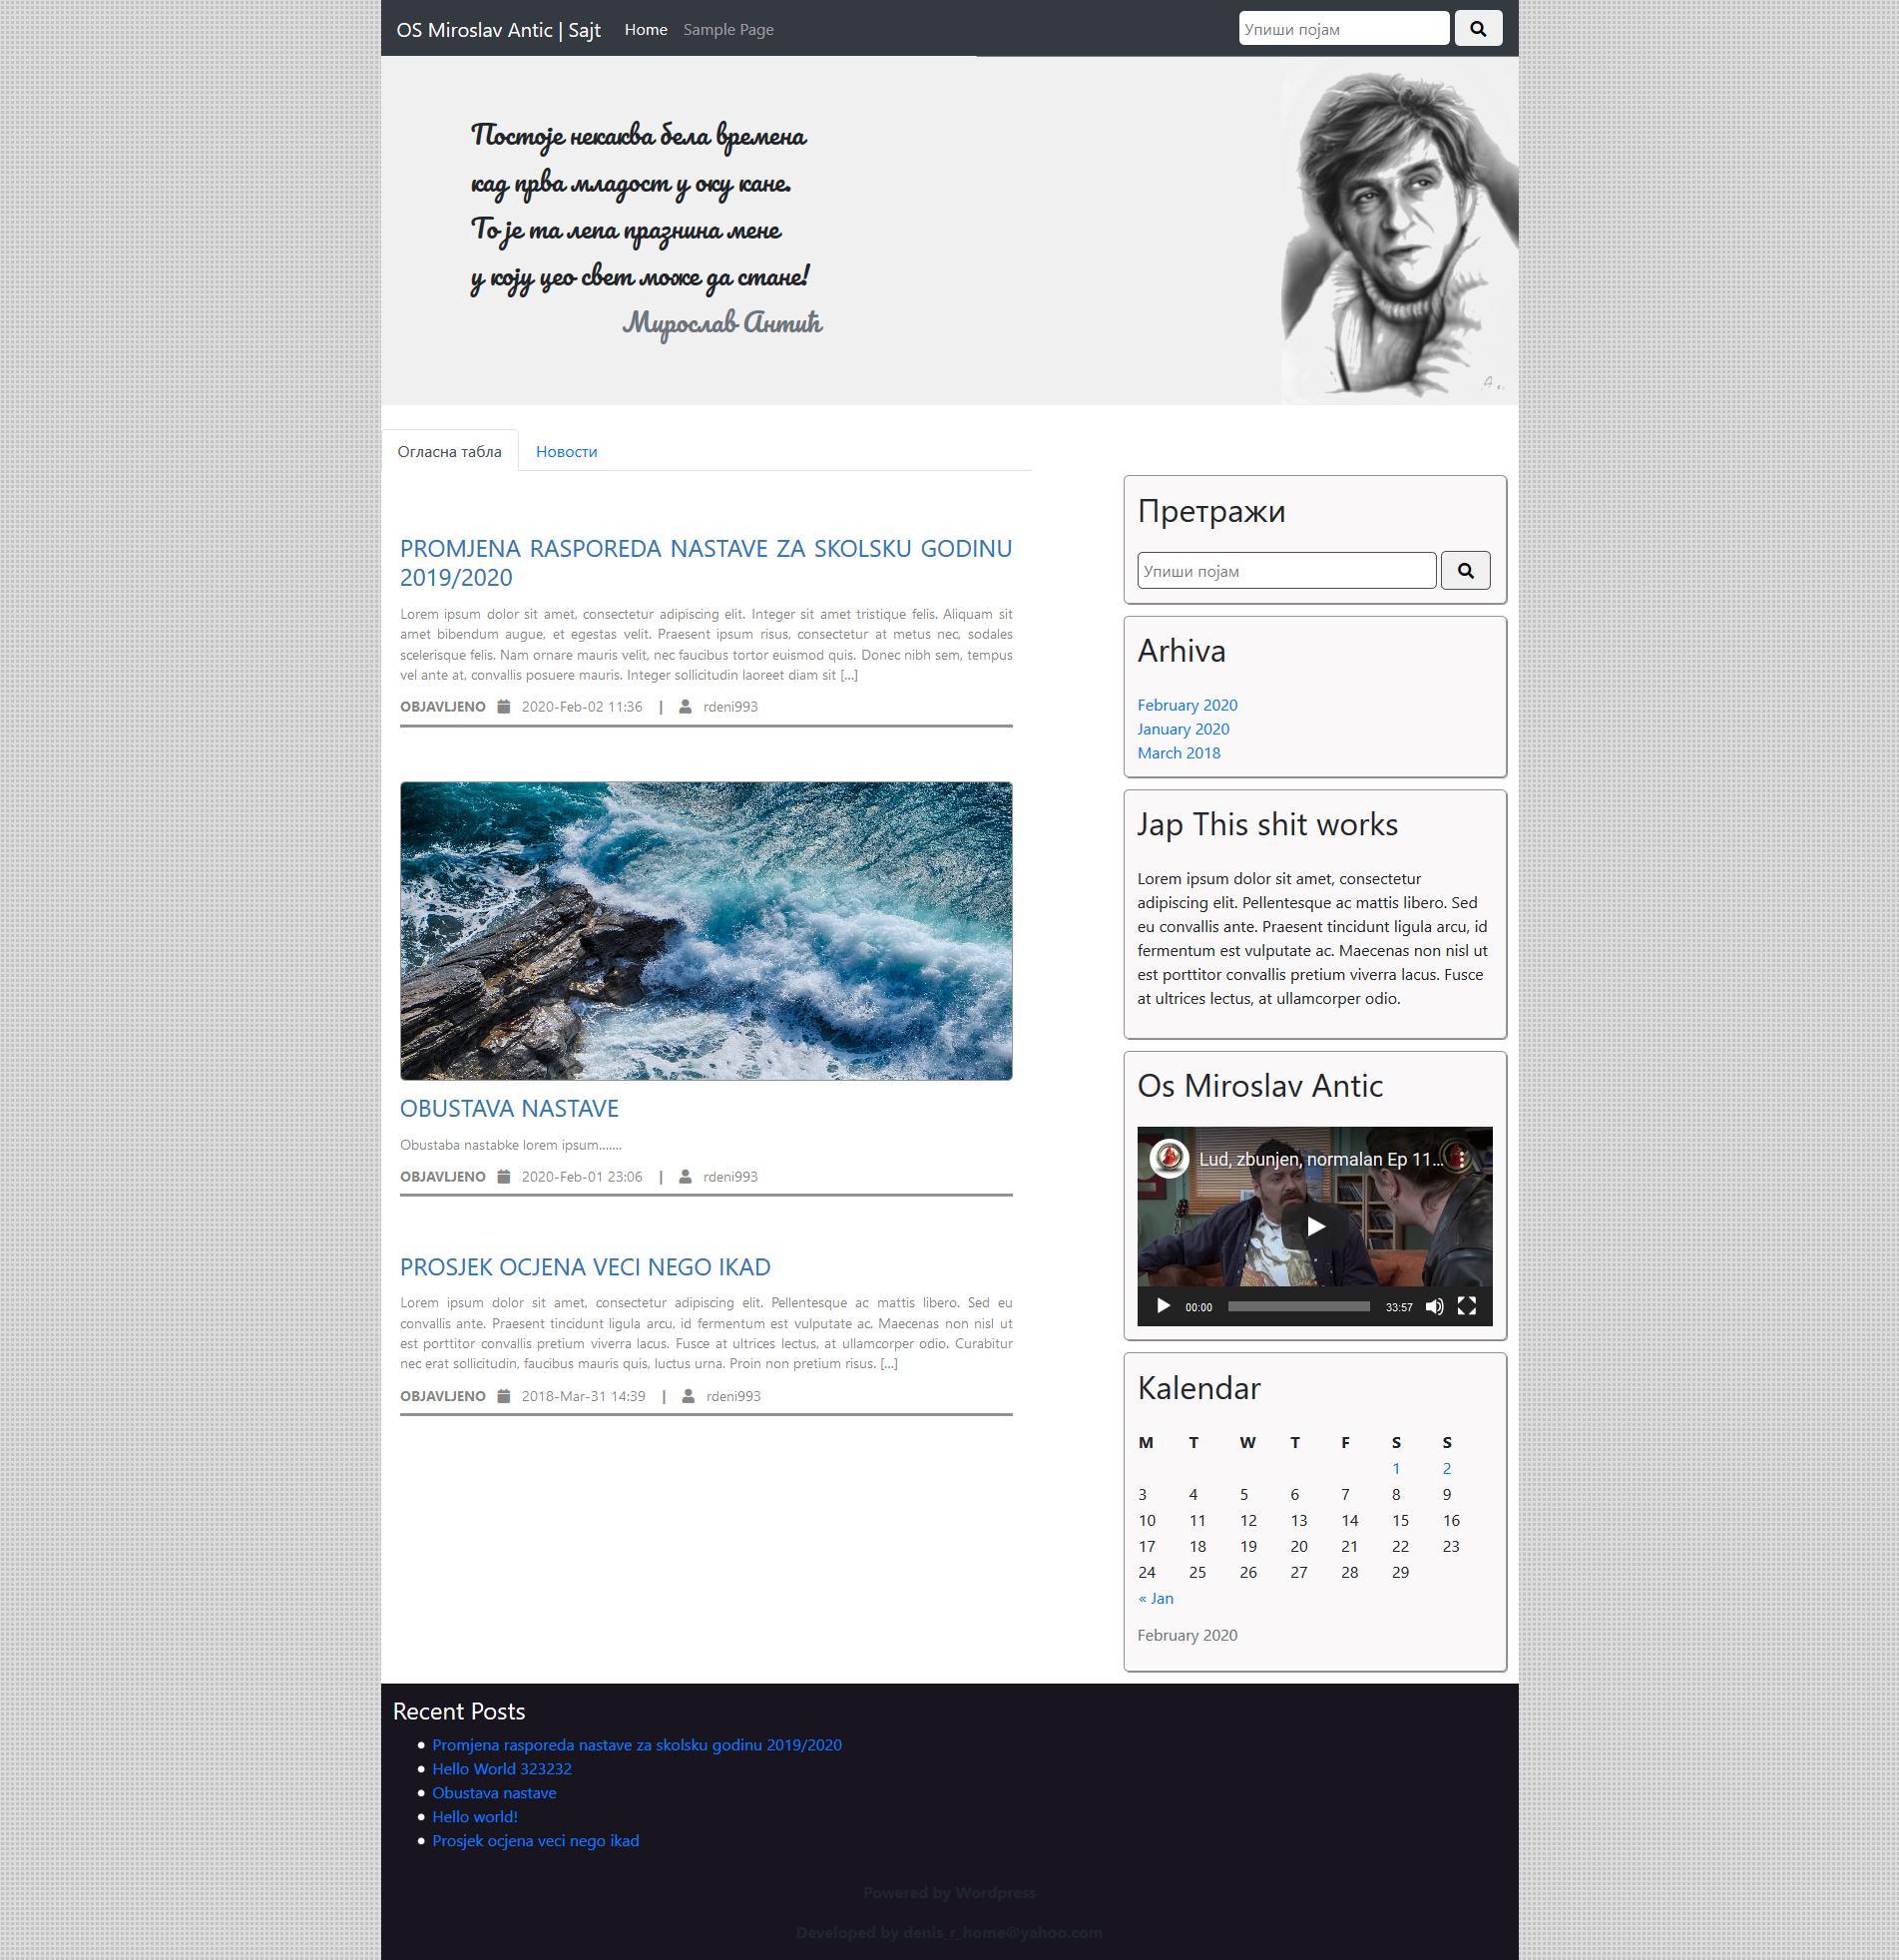 OS Miroslav Antic | Sajt
Home
Sample Page
Упиши појам
Постоје некаква бела времена
кад прва младост у оку кане.
То је та лепа празнина мене
у коју цео свет може да стане!
Мирослав Антић
Огласна табла
Новости
PROMJENA RASPOREDA NASTAVE ZA SKOLSKU GODINU
2019/2020
Lorem ipsum dolor sit amet, consectetur adipiscing elit. Integer sit amet tristique felis. Aliquam sit
amet bibendum augue, et egestas velit. Praesent ipsum risus, consectetur at metus nec, sodales
scelerisque felis. Nam ornare mauris velit, nec faucibus tortor euismod quis. Donec nibh sem, tempus
vel ante at, convallis posuere mauris. Integer sollicitudin laoreet diam sit [...]
OBJAVLJENO 2020-Feb-02 11:36 | rdeni993
OBUSTAVA NASTAVE
Obustaba nastabke lorem ipsum.......
OBJAVLJENO 2020-Feb-01 23:06 | rdeni993
PROSJEK OCJENA VECI NEGO IKAD
Lorem ipsum dolor sit amet, consectetur adipiscing elit. Pellentesque ac mattis libero. Sed eu
convallis ante. Praesent tincidunt ligula arcu, id fermentum est vulputate ac. Maecenas non nisl ut
est porttitor convallis pretium viverra lacus. Fusce at ultrices lectus, at ullamcorper odio. Curabitur
nec erat sollicitudin, faucibus mauris quis, luctus urna. Proin non pretium risus. [...]
OBJAVLJENO 2018-Mar-31 14:39 | rdeni993
Претражи
Упиши појам
Arhiva
February 2020
January 2020
March 2018
Jap This shit works
Lorem ipsum dolor sit amet, consectetur
adipiscing elit. Pellentesque ac mattis libero. Sed
eu convallis ante. Praesent tincidunt ligula arcu, id
fermentum est vulputate ac. Maecenas non nisl ut
est porttitor convallis pretium viverra lacus. Fusce
at ultrices lectus, at ullamcorper odio.
Os Miroslav Antic
Lud, zbunjen, normalan Ep 11...
00:00 33:57
Kalendar
M T W T F S S
1 2
3 4 5 6 7 8 9
10 11 12 13 14 15 16
17 18 19 20 21 22 23
24 25 26 27 28 29
« Jan
February 2020
Recent Posts
Promjena rasporeda nastave za skolsku godinu 2019/2020
Hello World 323232
Obustava nastave
Hello world!
Prosjek ocjena veci nego ikad
Powered by Wordpress
Developed by denis_r_home@yahoo.com